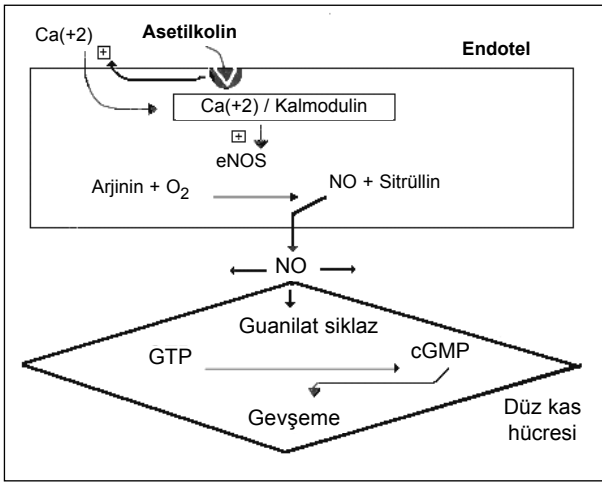 Ca(+2)
+
Asetilkolin
Endotel
Ca(+2) / Kalmodulin
+
eNOS
Arjinin + O2
NO + Sitrüllin
NO
Guanilat siklaz
GTP
cGMP
Gevşeme
Düz kas
hücresi